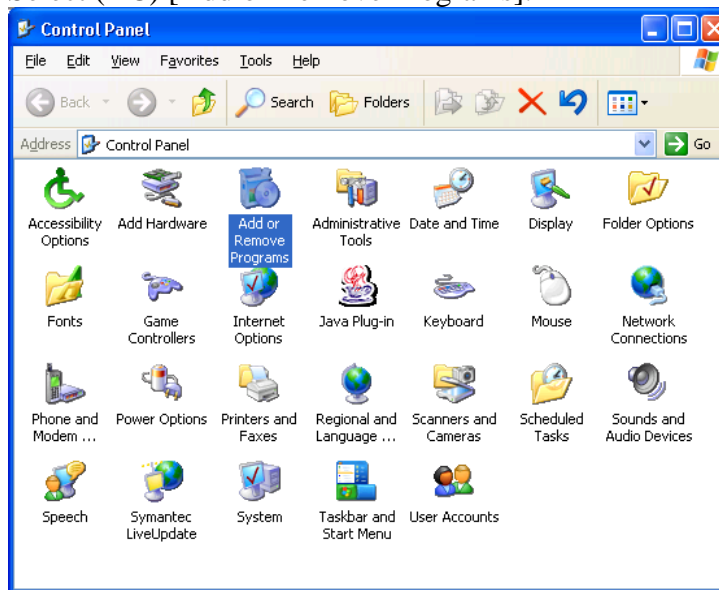 Control Panel
File Edit View Favorites Tools Help
Back Search Folders
Address Control Panel Go
Accessibility Options
Add Hardware
Add or Remove Programs
Administrative Tools
Date and Time
Display
Folder Options
Fonts
Game Controllers
Internet Options
Java Plug-in
Keyboard
Mouse
Network Connections
Phone and Modem ...
Power Options
Printers and Faxes
Regional and Language ...
Scanners and Cameras
Scheduled Tasks
Sounds and Audio Devices
Speech
Symantec LiveUpdate
System
Taskbar and Start Menu
User Accounts